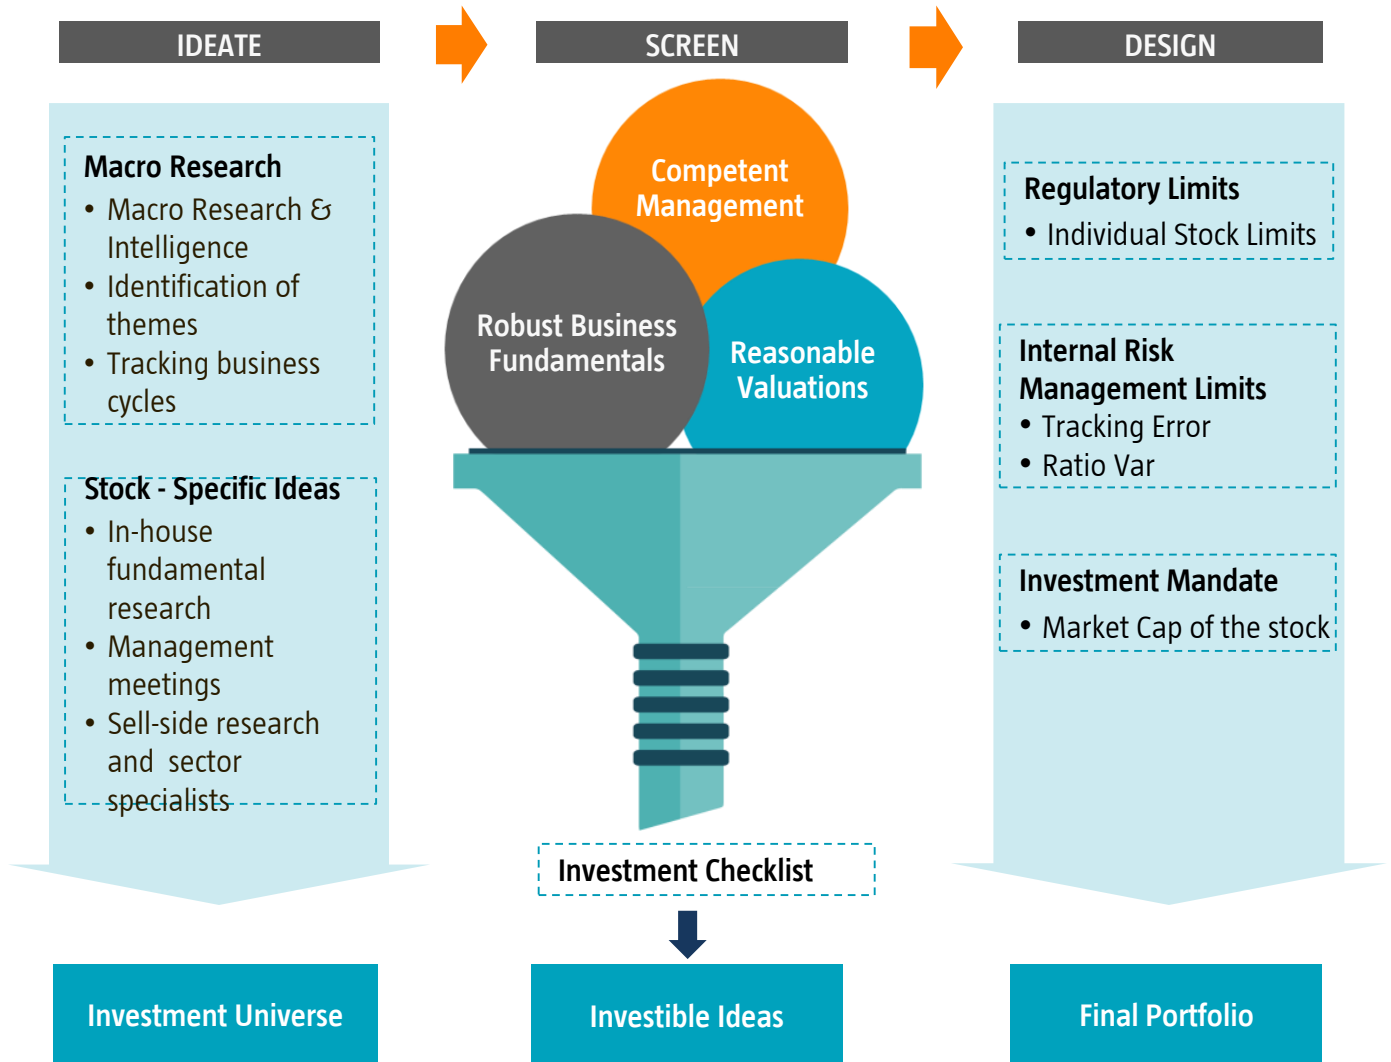 IDEATE
Macro Research
• Macro Research &
Intelligence
• Identification of
themes
• Tracking business
cycles
Stock - Specific Ideas
• In-house
fundamental
research
• Management
meetings
• Sell-side research
and sector
specialists
Investment Universe
SCREEN
Competent
Management
Robust Business
Fundamentals
Reasonable
Valuations
Investment Checklist
Investible Ideas
DESIGN
Regulatory Limits
• Individual Stock Limits
Internal Risk
Management Limits
• Tracking Error
• Ratio Var
Investment Mandate
• Market Cap of the stock
Final Portfolio